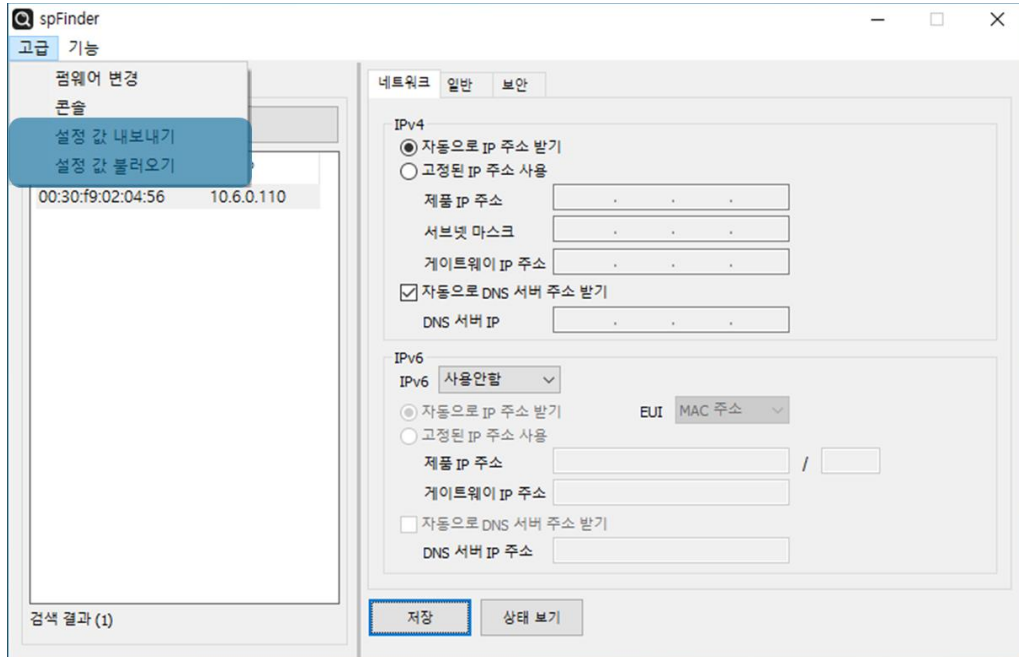 spFinder
고급 기능
펌웨어 변경
콘솔
설정 값 내보내기
설정 값 불러오기
00:30:f9:02:04:56 10.6.0.110
검색 결과 (1)
네트워크 일반 보안
IPv4
자동으로 IP 주소 받기
고정된 IP 주소 사용
제품 IP 주소 . . .
서브넷 마스크 . . .
게이트웨이 IP 주소 . . .
자동으로 DNS 서버 주소 받기
DNS 서버 IP . . .
IPv6
IPv6 사용안함
자동으로 IP 주소 받기 EUI MAC 주소
고정된 IP 주소 사용
제품 IP 주소 /
게이트웨이 IP 주소
자동으로 DNS 서버 주소 받기
DNS 서버 IP 주소
저장 상태 보기